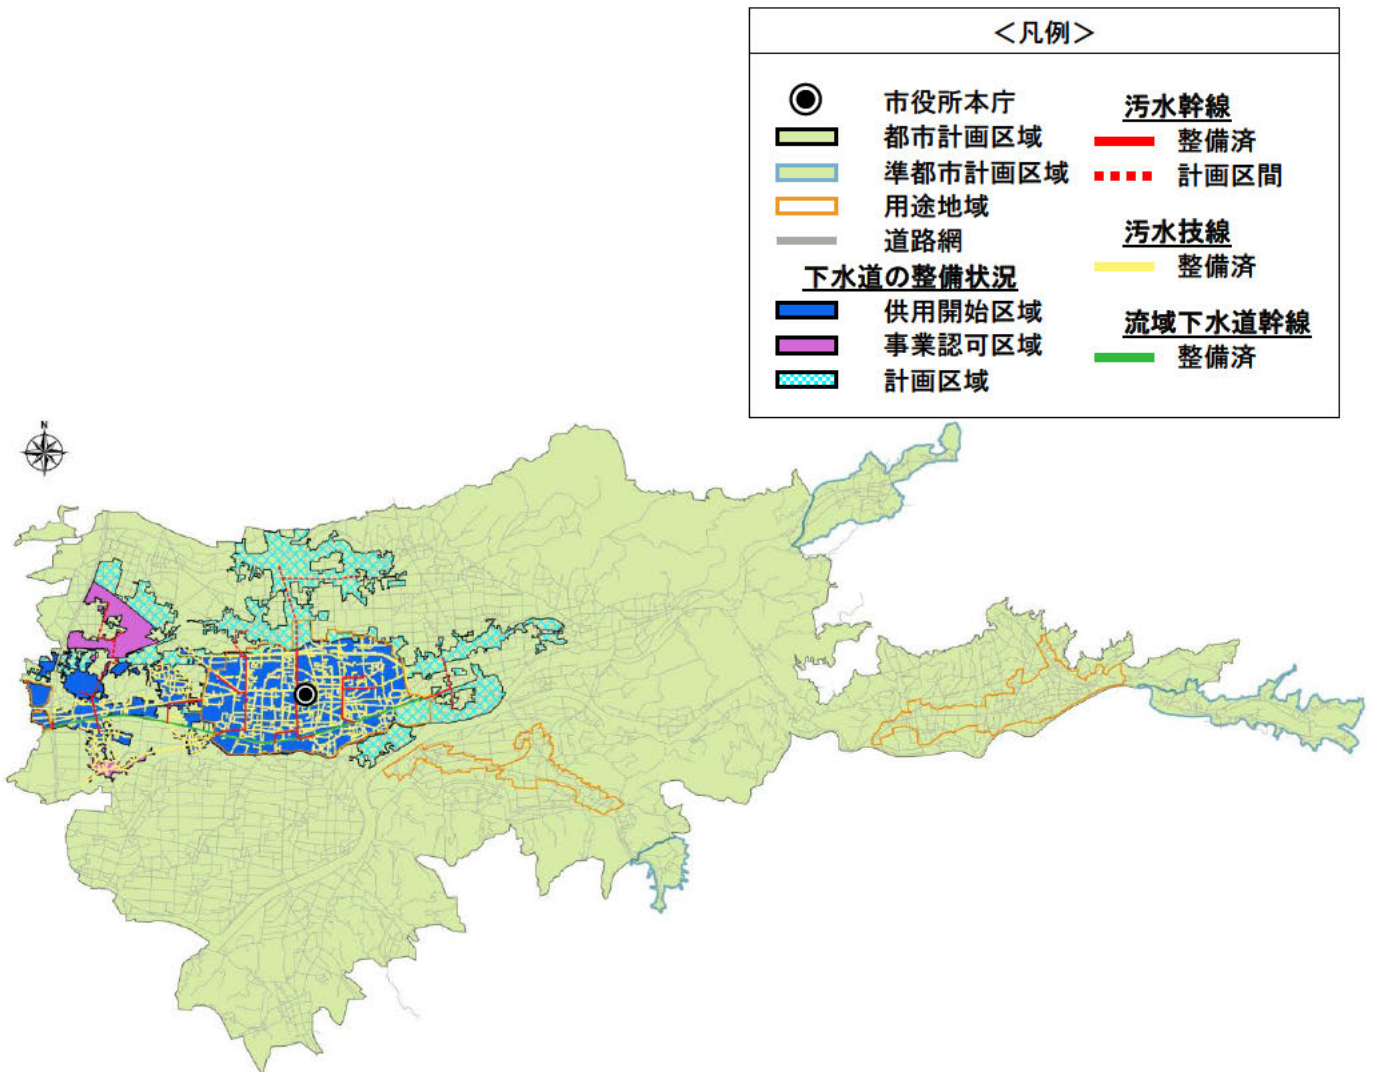 ＜凡例＞
市役所本庁
都市計画区域
準都市計画区域
用途地域
道路網
下水道の整備状況
供用開始区域
事業認可区域
計画区域
汚水幹線
整備済
計画区間
汚水技線
整備済
流域下水道幹線
整備済
N